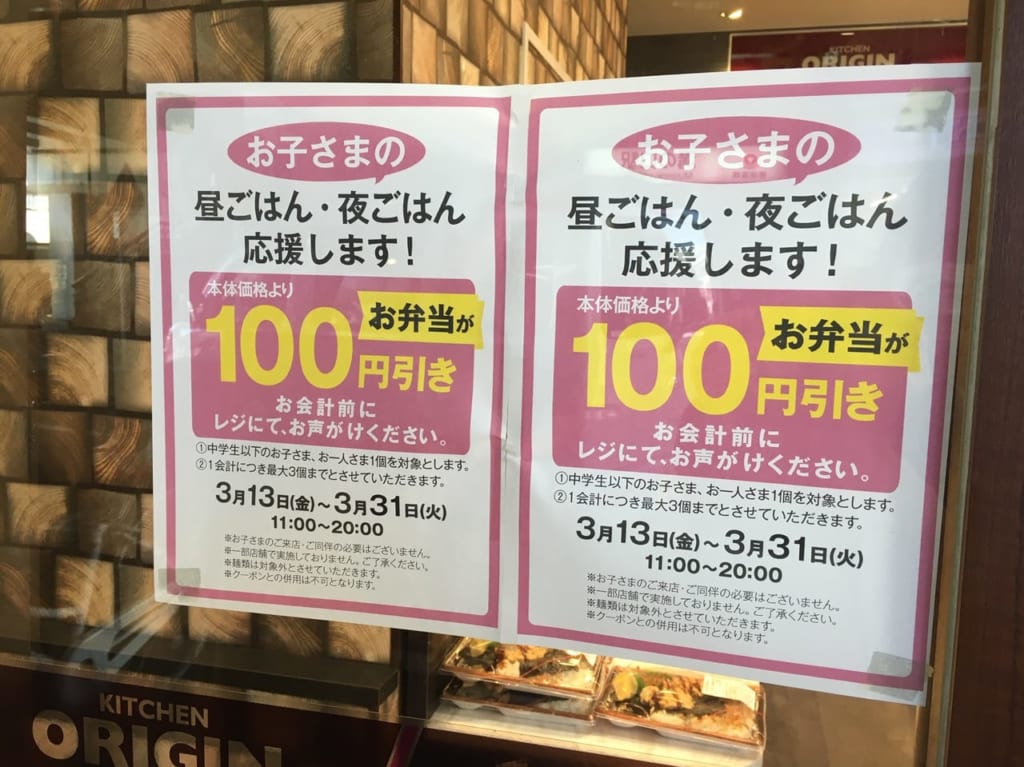 KITCHEN
ORIGIN
お子さまの
昼ごはん・夜ごはん
応援します！
本体価格より
お弁当が
100円引き
お会計前に
レジにて、お声がけください。
①中学生以下のお子さま、お一人さま1個を対象とします。
②1会計につき最大3個までとさせていただきます。
3月13日(金)～3月31日(火)
11:00～20:00
※お子さまのご来店・ご同伴の必要はございません。
※一部店舗で実施しておりません。ご了承ください。
※麺類は対象外とさせていただきます。
※クーポンとの併用は不可となります。
お子さまの
昼ごはん・夜ごはん
応援します！
本体価格より
お弁当が
100円引き
お会計前に
レジにて、お声がけください。
①中学生以下のお子さま、お一人さま1個を対象とします。
②1会計につき最大3個までとさせていただきます。
3月13日(金)～3月31日(火)
11:00～20:00
※お子さまのご来店・ご同伴の必要はございません。
※一部店舗で実施しておりません。ご了承ください。
※麺類は対象外とさせていただきます。
※クーポンとの併用は不可となります。
KITCHEN
ORIGIN